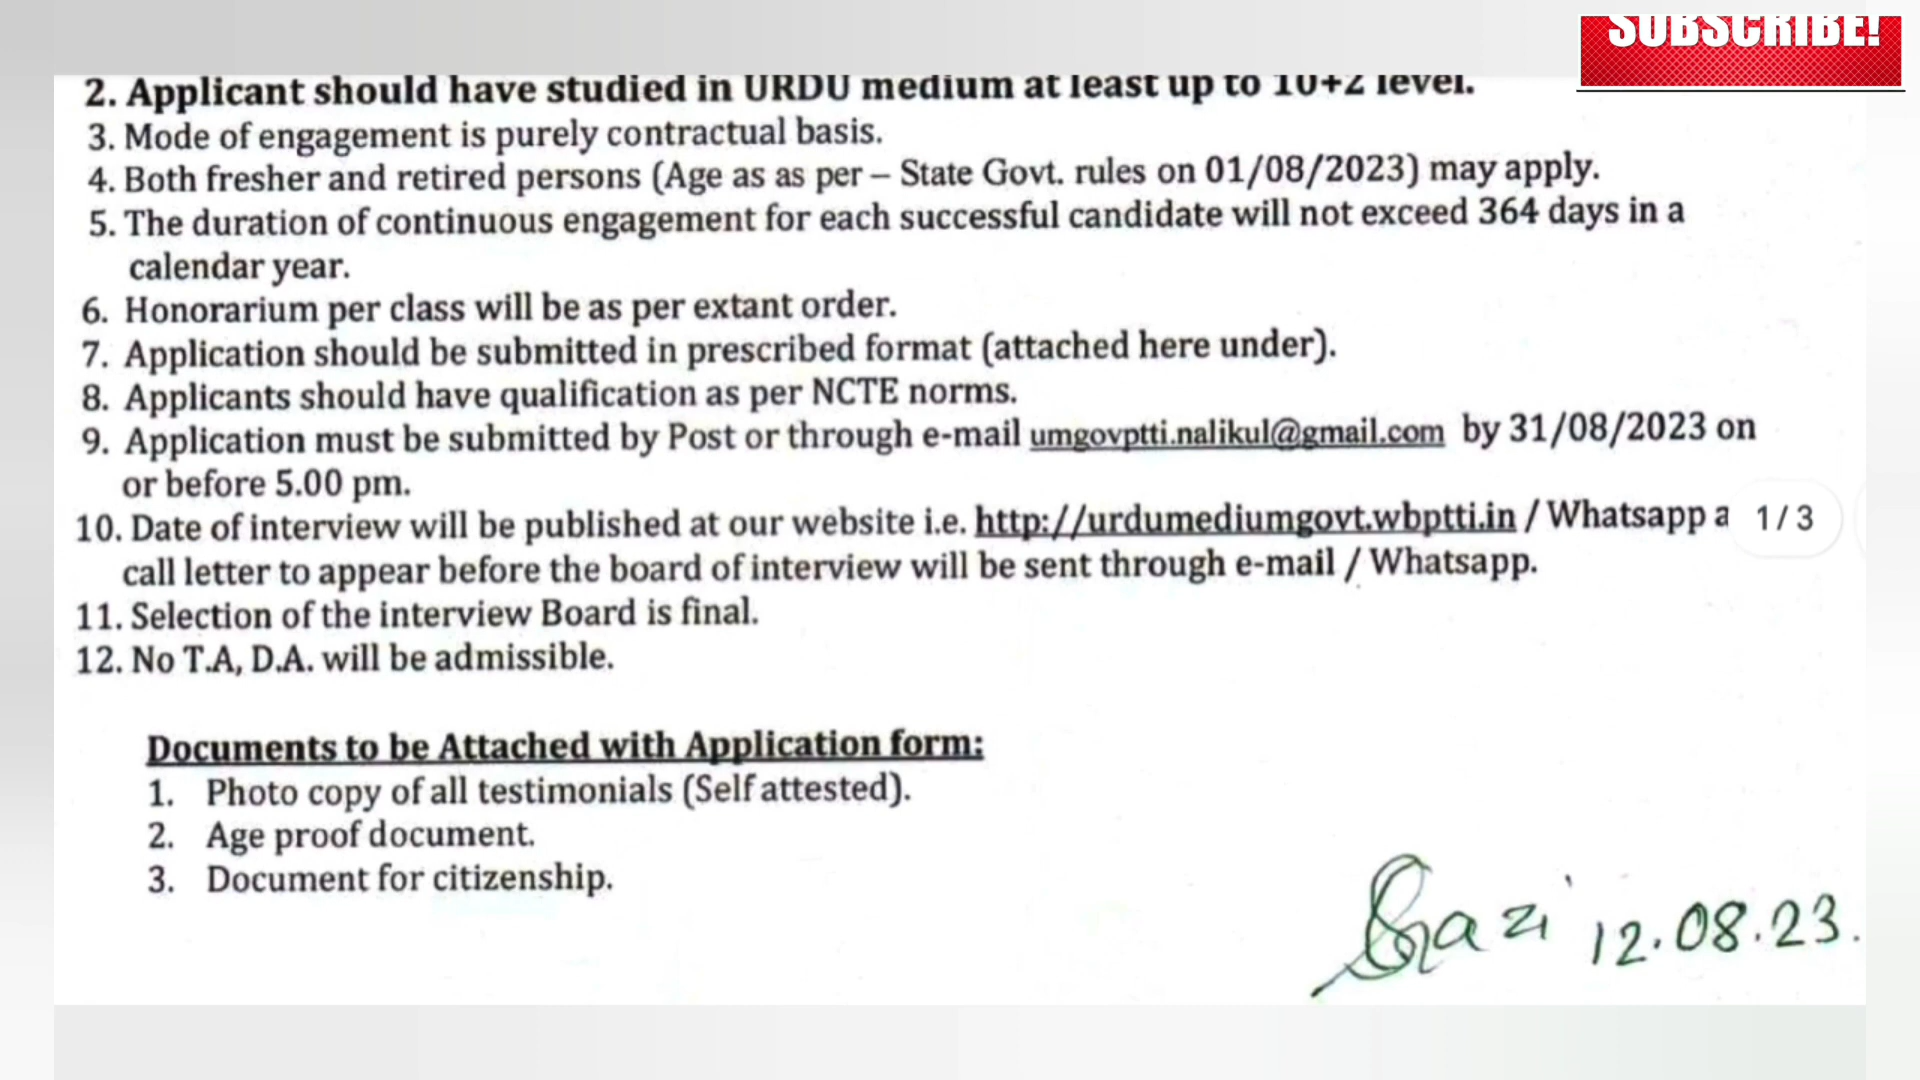 SUBSCRIBE!
2. Applicant should have studied in URDU medium at least up to 10+2 level.
3. Mode of engagement is purely contractual basis.
4. Both fresher and retired persons (Age as as per – State Govt. rules on 01/08/2023) may apply.
5. The duration of continuous engagement for each successful candidate will not exceed 364 days in a
calendar year.
6. Honorarium per class will be as per extant order.
7. Application should be submitted in prescribed format (attached here under).
8. Applicants should have qualification as per NCTE norms.
9. Application must be submitted by Post or through e-mail umgovptti.nalikul@gmail.com by 31/08/2023 on
or before 5.00 pm.
10. Date of interview will be published at our website i.e. http://urdumediumgovt.wbptti.in / Whatsapp a
1 / 3
call letter to appear before the board of interview will be sent through e-mail / Whatsapp.
11. Selection of the interview Board is final.
12. No T.A, D.A. will be admissible.
Documents to be Attached with Application form:
1. Photo copy of all testimonials (Self attested).
2. Age proof document.
3. Document for citizenship.
Gazi 12.08.23.